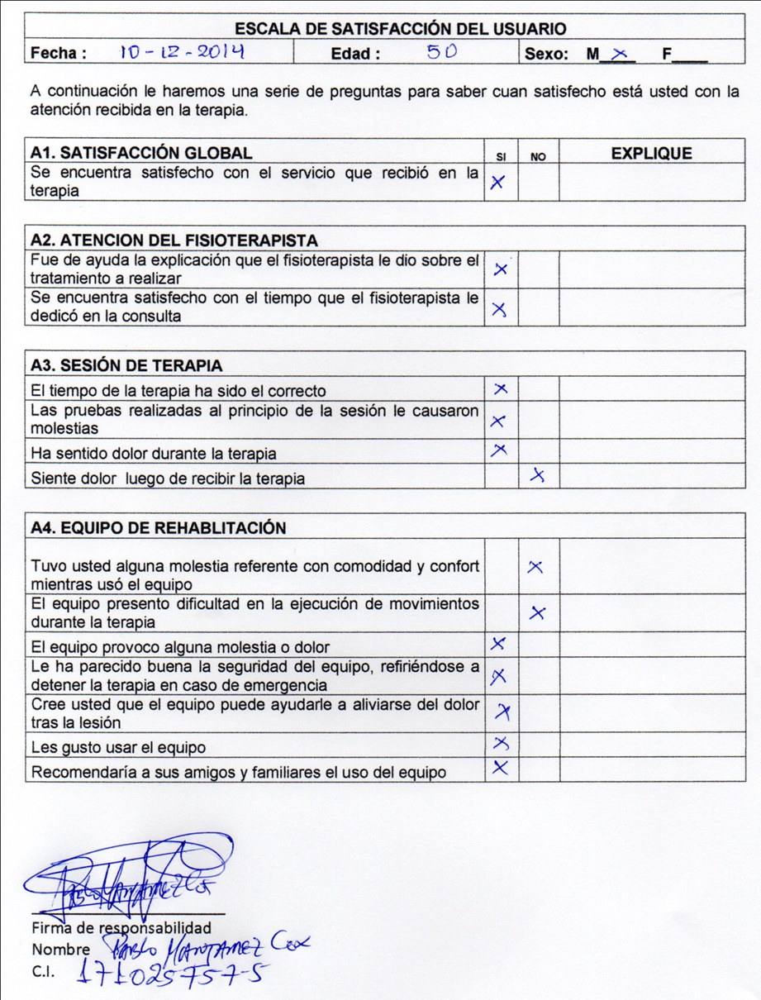 ESCALA DE SATISFACCIÓN DEL USUARIO
Fecha : 10-12-2014 Edad : 50 Sexo: M x F
A continuación le haremos una serie de preguntas para saber cuan satisfecho está usted con la
atención recibida en la terapia.
A1. SATISFACCIÓN GLOBAL SI NO EXPLIQUE
Se encuentra satisfecho con el servicio que recibió en la
terapia x
A2. ATENCION DEL FISIOTERAPISTA
Fue de ayuda la explicación que el fisioterapista le dio sobre el
tratamiento a realizar x
Se encuentra satisfecho con el tiempo que el fisioterapista le
dedicó en la consulta x
A3. SESIÓN DE TERAPIA
El tiempo de la terapia ha sido el correcto x
Las pruebas realizadas al principio de la sesión le causaron
molestias x
Ha sentido dolor durante la terapia x
Siente dolor luego de recibir la terapia x
A4. EQUIPO DE REHABLITACIÓN
Tuvo usted alguna molestia referente con comodidad y confort
mientras usó el equipo x
El equipo presento dificultad en la ejecución de movimientos
durante la terapia x
El equipo provoco alguna molestia o dolor x
Le ha parecido buena la seguridad del equipo, refiriéndose a
detener la terapia en caso de emergencia x
Cree usted que el equipo puede ayudarle a aliviarse del dolor
tras la lesión x
Les gusto usar el equipo x
Recomendaría a sus amigos y familiares el uso del equipo x
Firma de responsabilidad
Nombre Pablo
C.I. 171025757-5